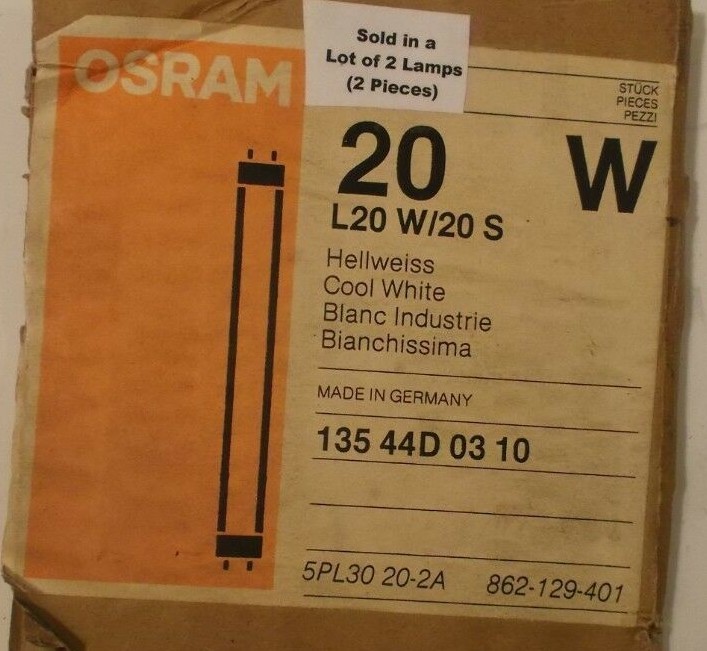 OSRAM
Sold in a
Lot of 2 Lamps
(2 Pieces)
STÜCK
PIECES
PEZZI
20 W
L20 W/20 S
Hellweiss
Cool White
Blanc Industrie
Bianchissima
MADE IN GERMANY
135 44D 03 10
5PL30 20-2A 862-129-401